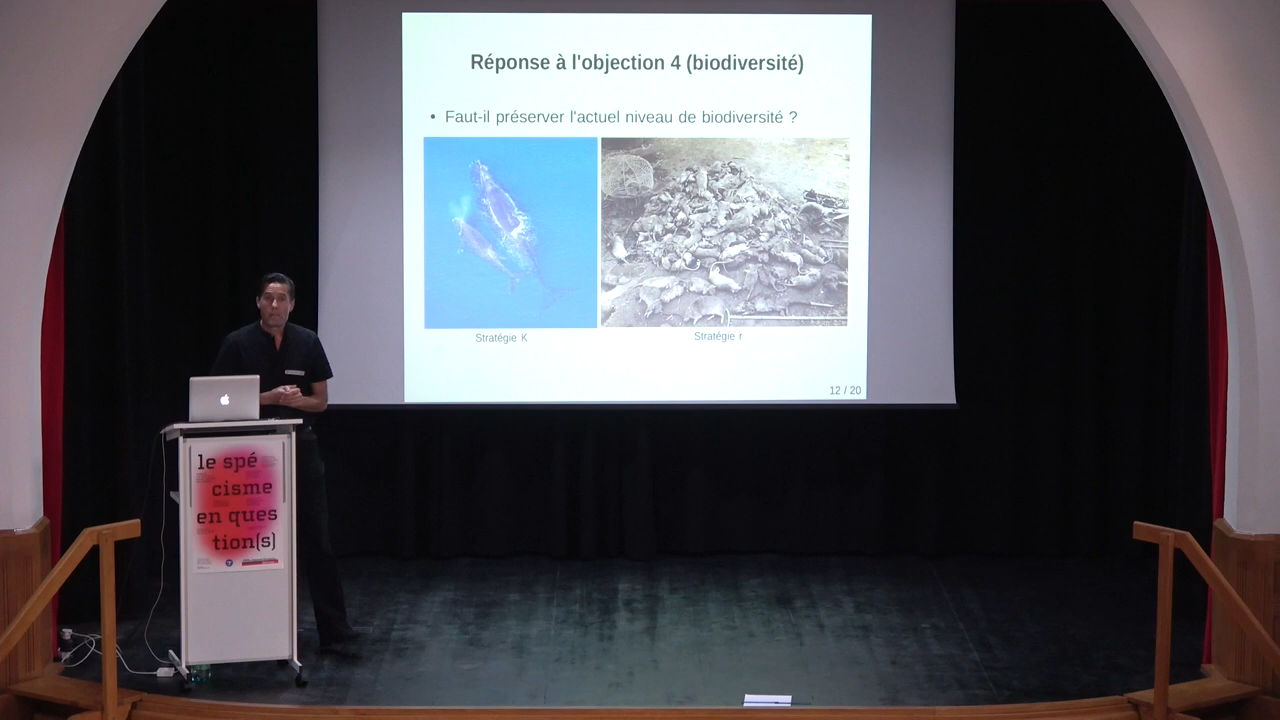 Réponse à l'objection 4 (biodiversité)
• Faut-il préserver l'actuel niveau de biodiversité ?
Stratégie K
Stratégie r
12 / 20
le spé
cisme
en ques
tion(s)